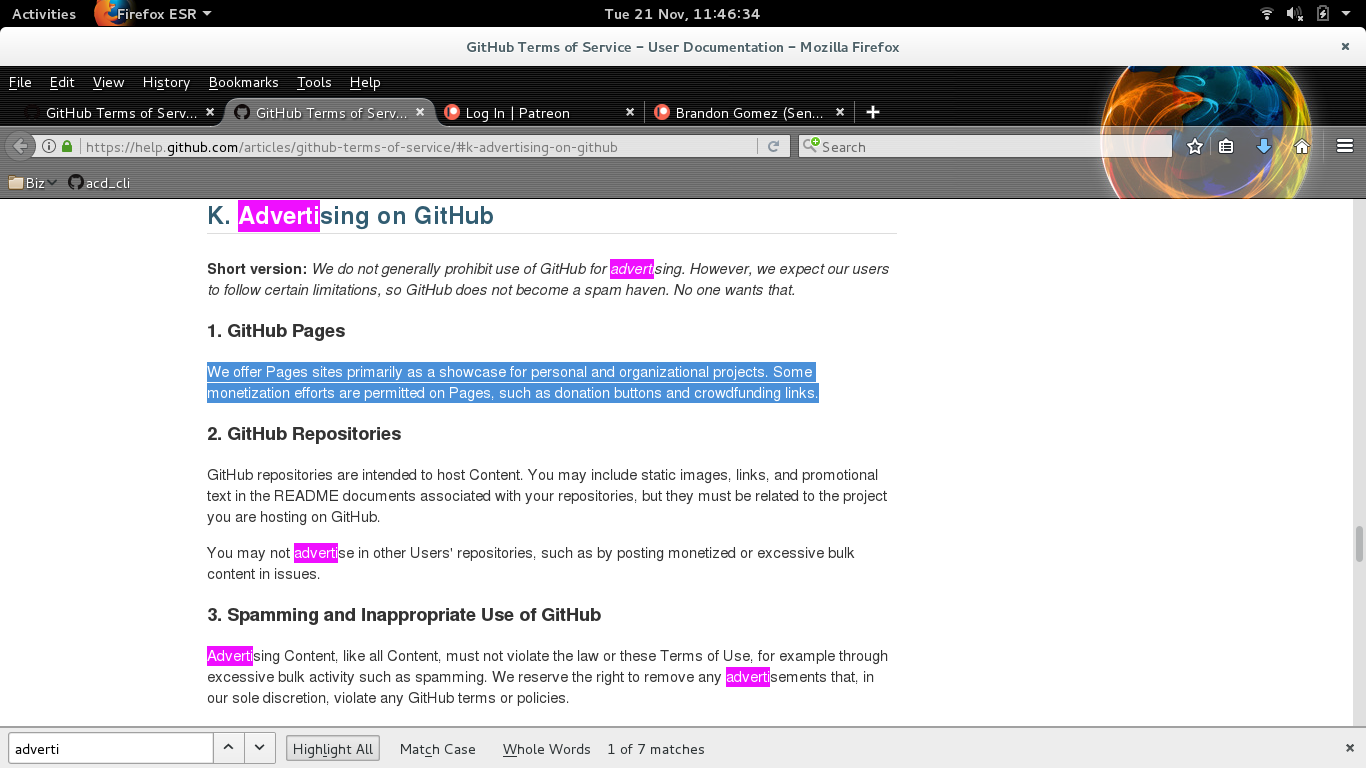 Activities Firefox ESR Tue 21 Nov, 11:46:34
GitHub Terms of Service – User Documentation – Mozilla Firefox ×
File Edit View History Bookmarks Tools Help
GitHub Terms of Serv... × GitHub Terms of Serv... × Log In | Patreon × Brandon Gomez (Sen... × +
https://help.github.com/articles/github-terms-of-service/#k-advertising-on-github Search
Biz acd_cli
K. Advertising on GitHub
Short version: We do not generally prohibit use of GitHub for advertising. However, we expect our users
to follow certain limitations, so GitHub does not become a spam haven. No one wants that.
1. GitHub Pages
We offer Pages sites primarily as a showcase for personal and organizational projects. Some
monetization efforts are permitted on Pages, such as donation buttons and crowdfunding links.
2. GitHub Repositories
GitHub repositories are intended to host Content. You may include static images, links, and promotional
text in the README documents associated with your repositories, but they must be related to the project
you are hosting on GitHub.
You may not advertise in other Users' repositories, such as by posting monetized or excessive bulk
content in issues.
3. Spamming and Inappropriate Use of GitHub
Advertising Content, like all Content, must not violate the law or these Terms of Use, for example through
excessive bulk activity such as spamming. We reserve the right to remove any advertisements that, in
our sole discretion, violate any GitHub terms or policies.
adverti Highlight All Match Case Whole Words 1 of 7 matches ×